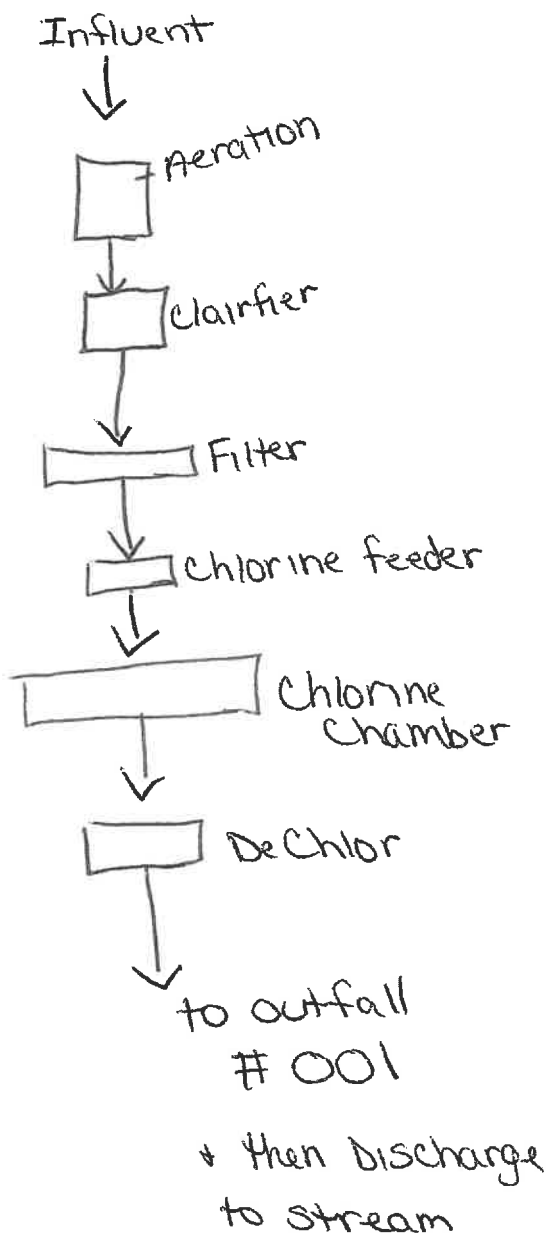 Influent
Aeration
Clairfier
Filter
Chlorine feeder
Chlorine
Chamber
DeChlor
to outfall
# 001
+ then Discharge
to stream